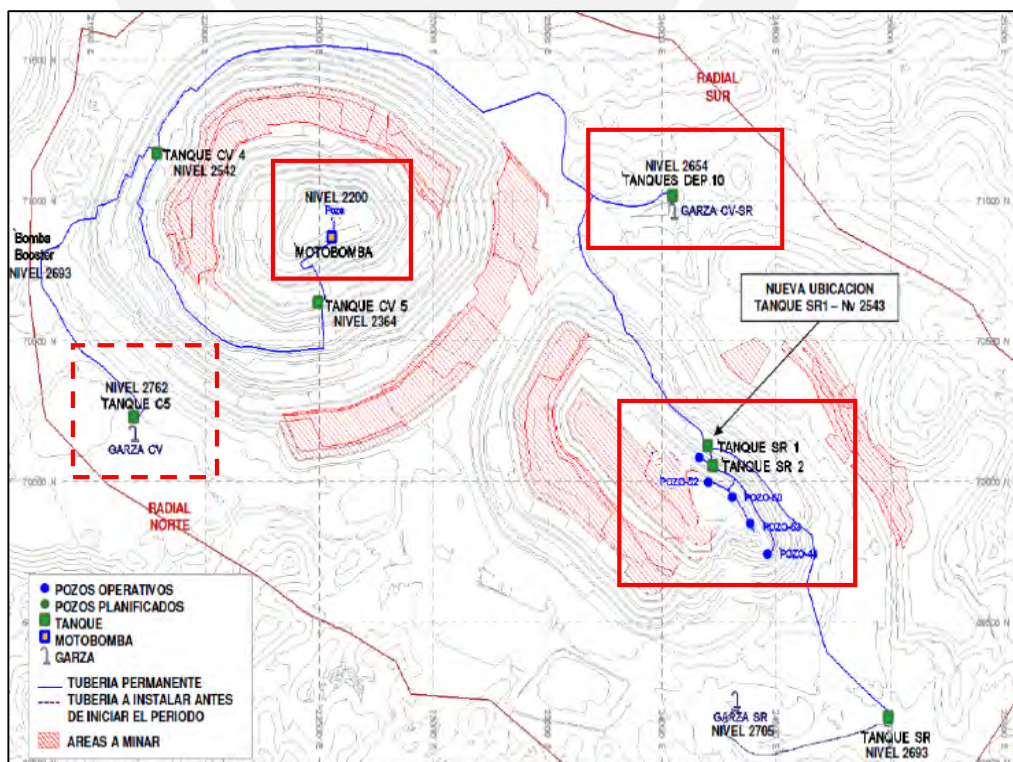 RADIAL
SUR
TANQUE CV 4
NIVEL 2542
NIVEL 2200
Poza
MOTOBOMBA
NIVEL 2654
TANQUES DEP.10
GARZA CV-SR
Bomba
Booster
NIVEL 2693
TANQUE CV 5
NIVEL 2364
NUEVA UBICACION
TANQUE SR1 – Nv 2543
NIVEL 2762
TANQUE C5
GARZA CV
TANQUE SR 1
TANQUE SR 2
POZO-52
POZO-50
POZO-53
RADIAL
NORTE
POZOS OPERATIVOS
POZOS PLANIFICADOS
TANQUE
MOTOBOMBA
GARZA
TUBERIA PERMANENTE
TUBERIA A INSTALAR ANTES
DE INICIAR EL PERIODO
AREAS A MINAR
GARZA SR
NIVEL 2705
TANQUE SR
NIVEL 2693